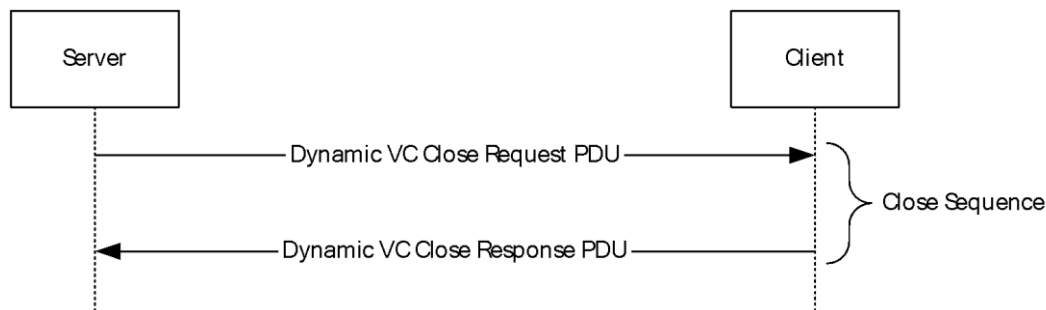 Server
Client
Dynamic VC Close Request PDU
Close Sequence
Dynamic VC Close Response PDU